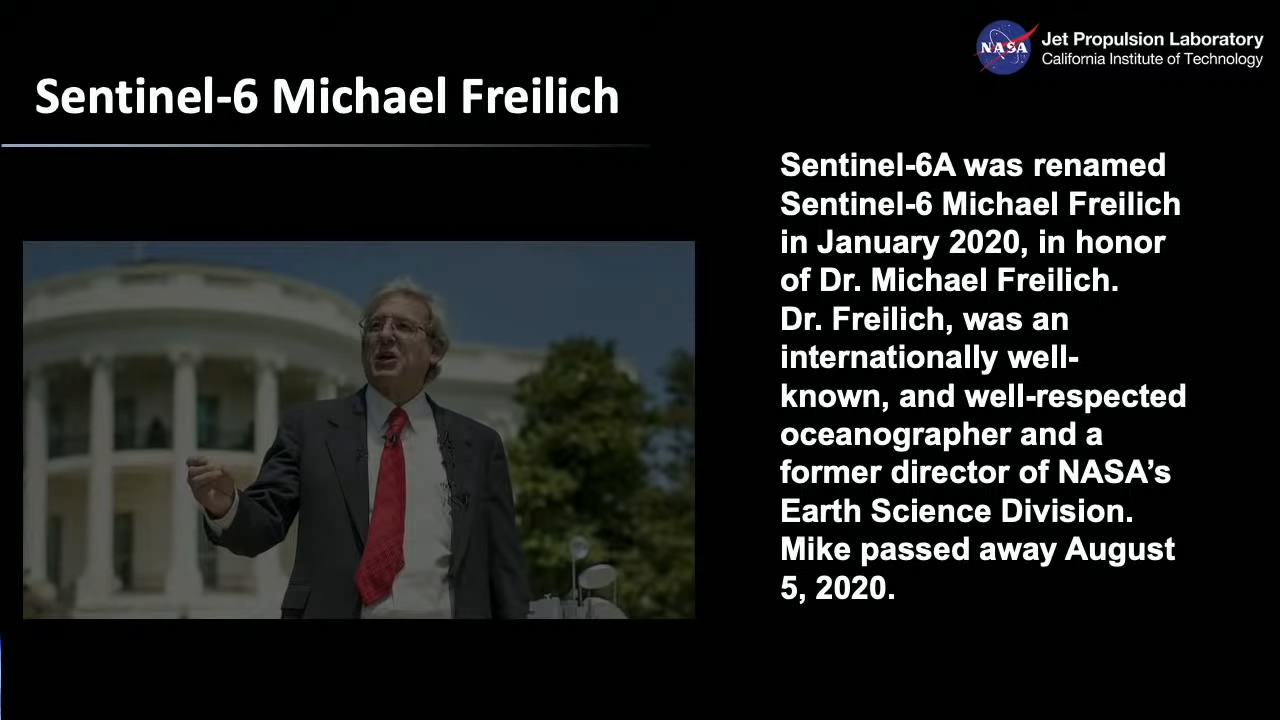 NASA
Jet Propulsion Laboratory
California Institute of Technology
Sentinel-6 Michael Freilich
Sentinel-6A was renamed
Sentinel-6 Michael Freilich
in January 2020, in honor
of Dr. Michael Freilich.
Dr. Freilich, was an
internationally well-
known, and well-respected
oceanographer and a
former director of NASA’s
Earth Science Division.
Mike passed away August
5, 2020.